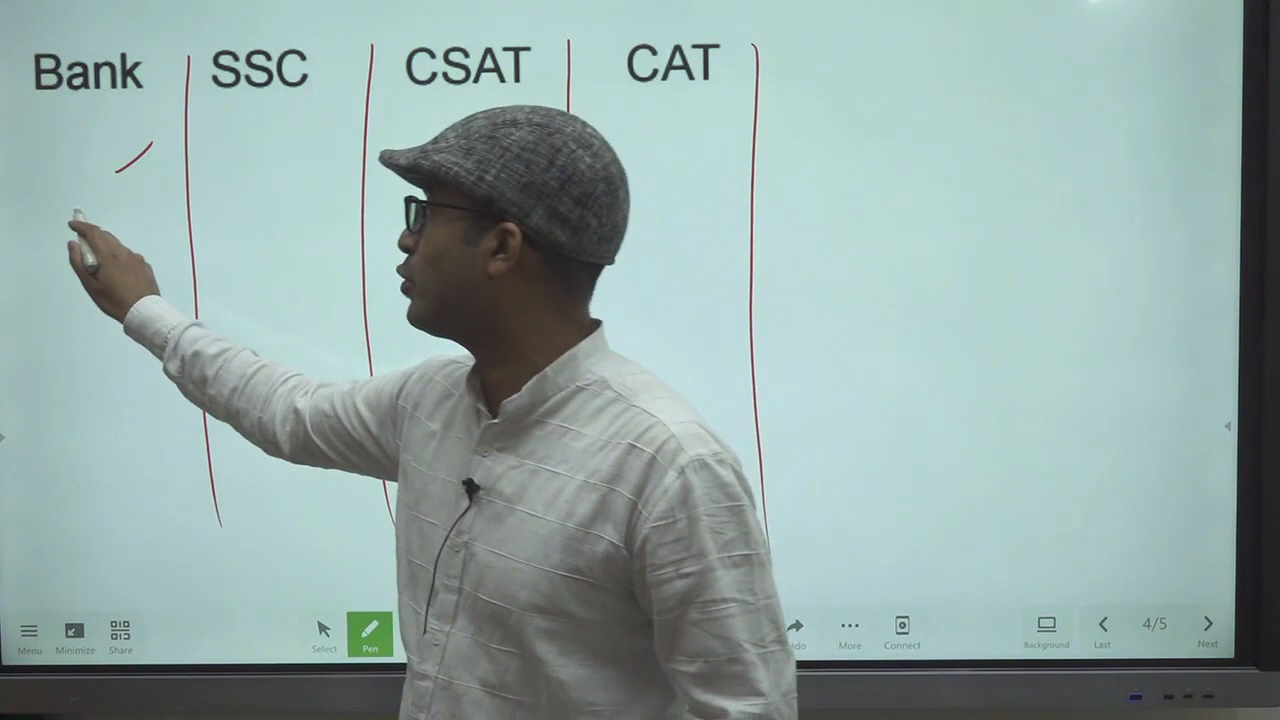 Bank SSC CSAT CAT
Menu Minimize Share Select Pen More Connect Background Last 4/5 Next